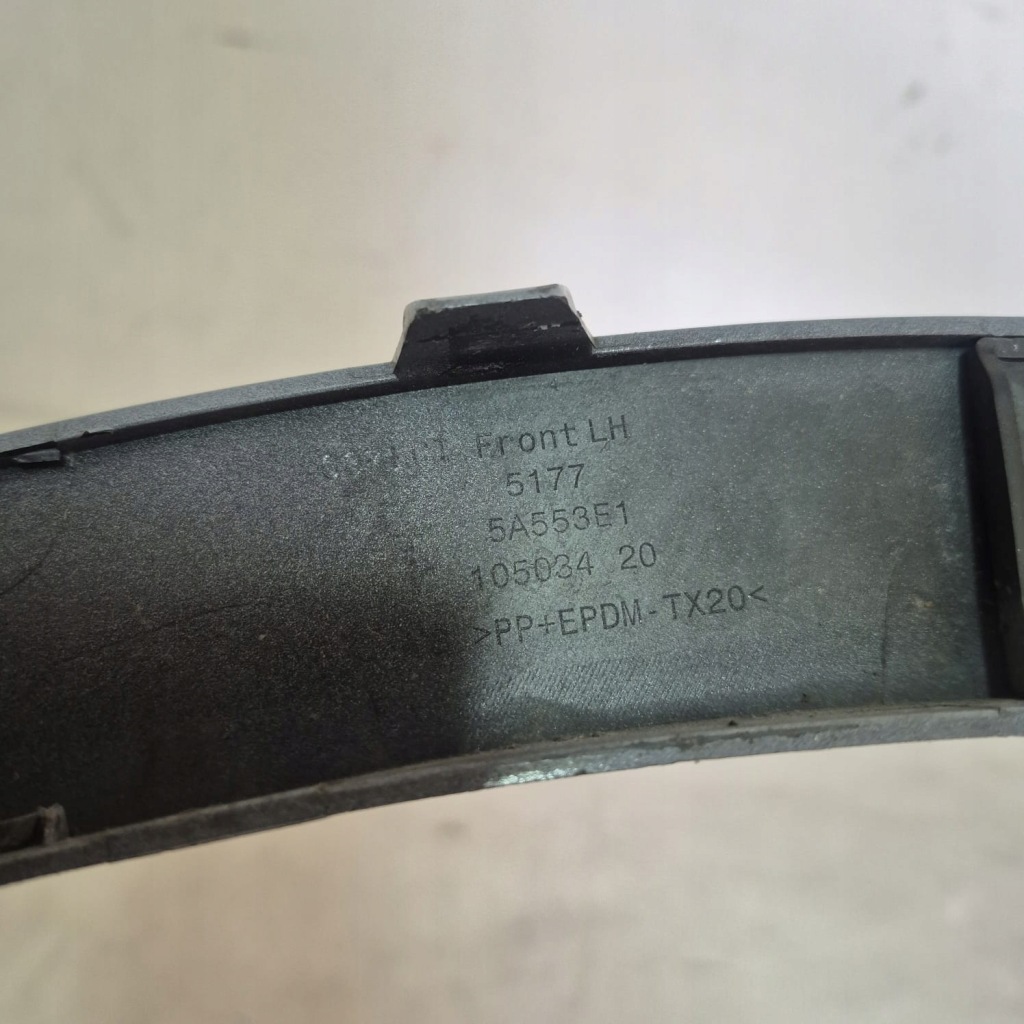 Front LH
5177
5A553E1
105034 20
>PP+EPDM-TX20<